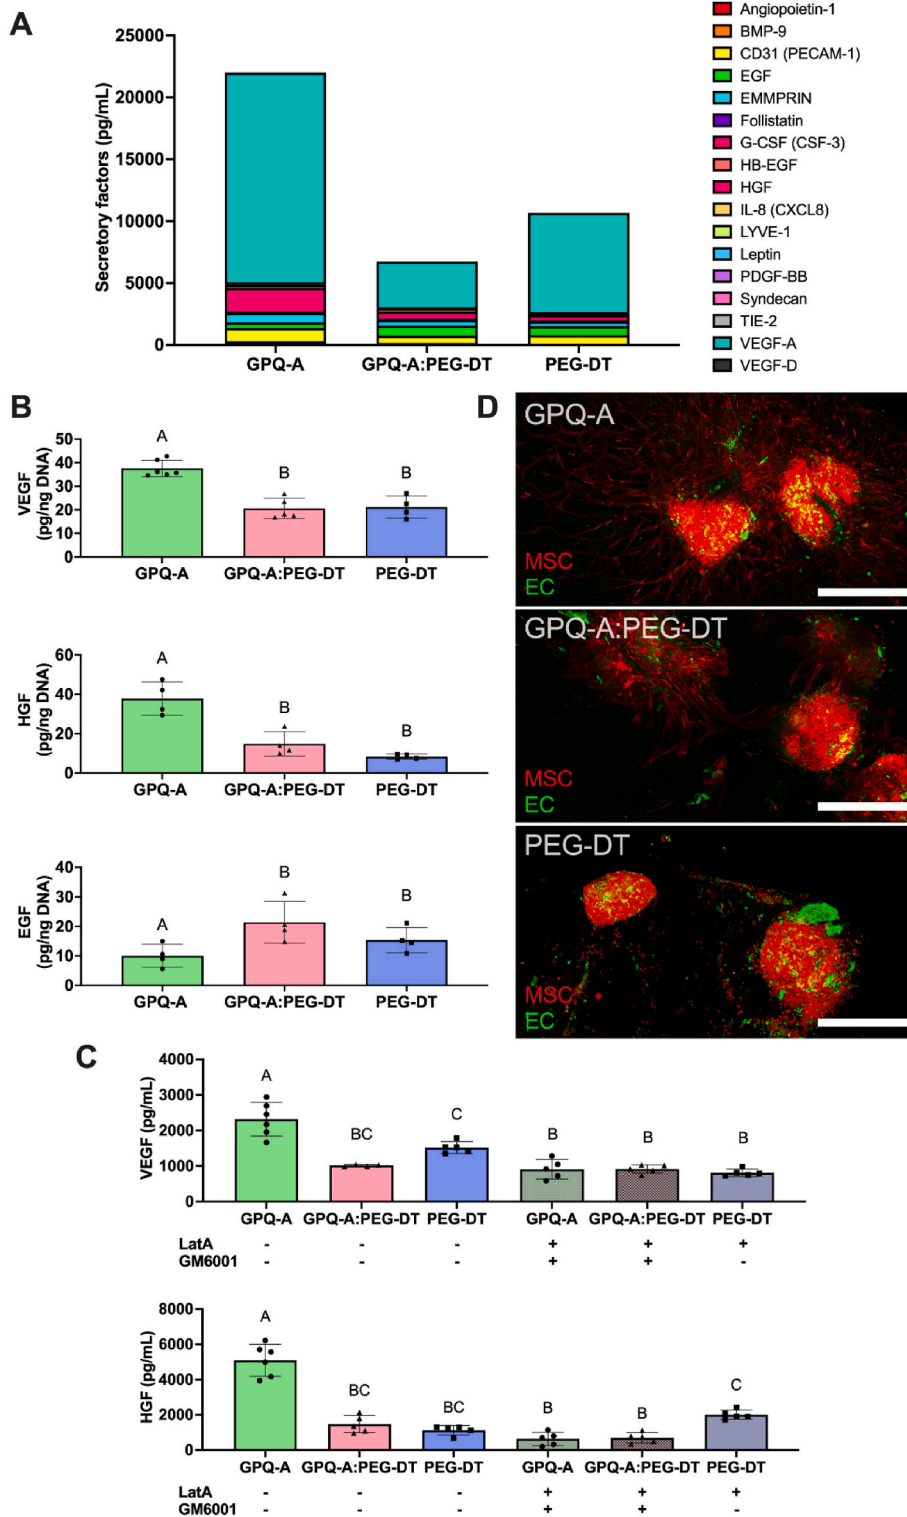 A
Secretory factors (pg/mL)
25000
20000
15000
10000
5000
0
GPQ-A
GPQ-A:PEG-DT
PEG-DT
Angiopoietin-1
BMP-9
CD31 (PECAM-1)
EGF
EMMPRIN
Follistatin
G-CSF (CSF-3)
HB-EGF
HGF
IL-8 (CXCL8)
LYVE-1
Leptin
PDGF-BB
Syndecan
TIE-2
VEGF-A
VEGF-D
B
VEGF
(pg/ng DNA)
50
40
30
20
10
0
A
B
B
GPQ-A
GPQ-A:PEG-DT
PEG-DT
HGF
(pg/ng DNA)
60
40
20
0
A
B
B
GPQ-A
GPQ-A:PEG-DT
PEG-DT
EGF
(pg/ng DNA)
40
30
20
10
0
A
B
B
GPQ-A
GPQ-A:PEG-DT
PEG-DT
D
GPQ-A
MSC
EC
GPQ-A:PEG-DT
MSC
EC
PEG-DT
MSC
EC
C
VEGF (pg/mL)
4000
3000
2000
1000
0
A
BC
C
B
B
B
GPQ-A
GPQ-A:PEG-DT
PEG-DT
GPQ-A
GPQ-A:PEG-DT
PEG-DT
LatA - - - + + +
GM6001 - - - + + -
HGF (pg/mL)
8000
6000
4000
2000
0
A
BC
BC
B
B
C
GPQ-A
GPQ-A:PEG-DT
PEG-DT
GPQ-A
GPQ-A:PEG-DT
PEG-DT
LatA - - - + + +
GM6001 - - - + + -